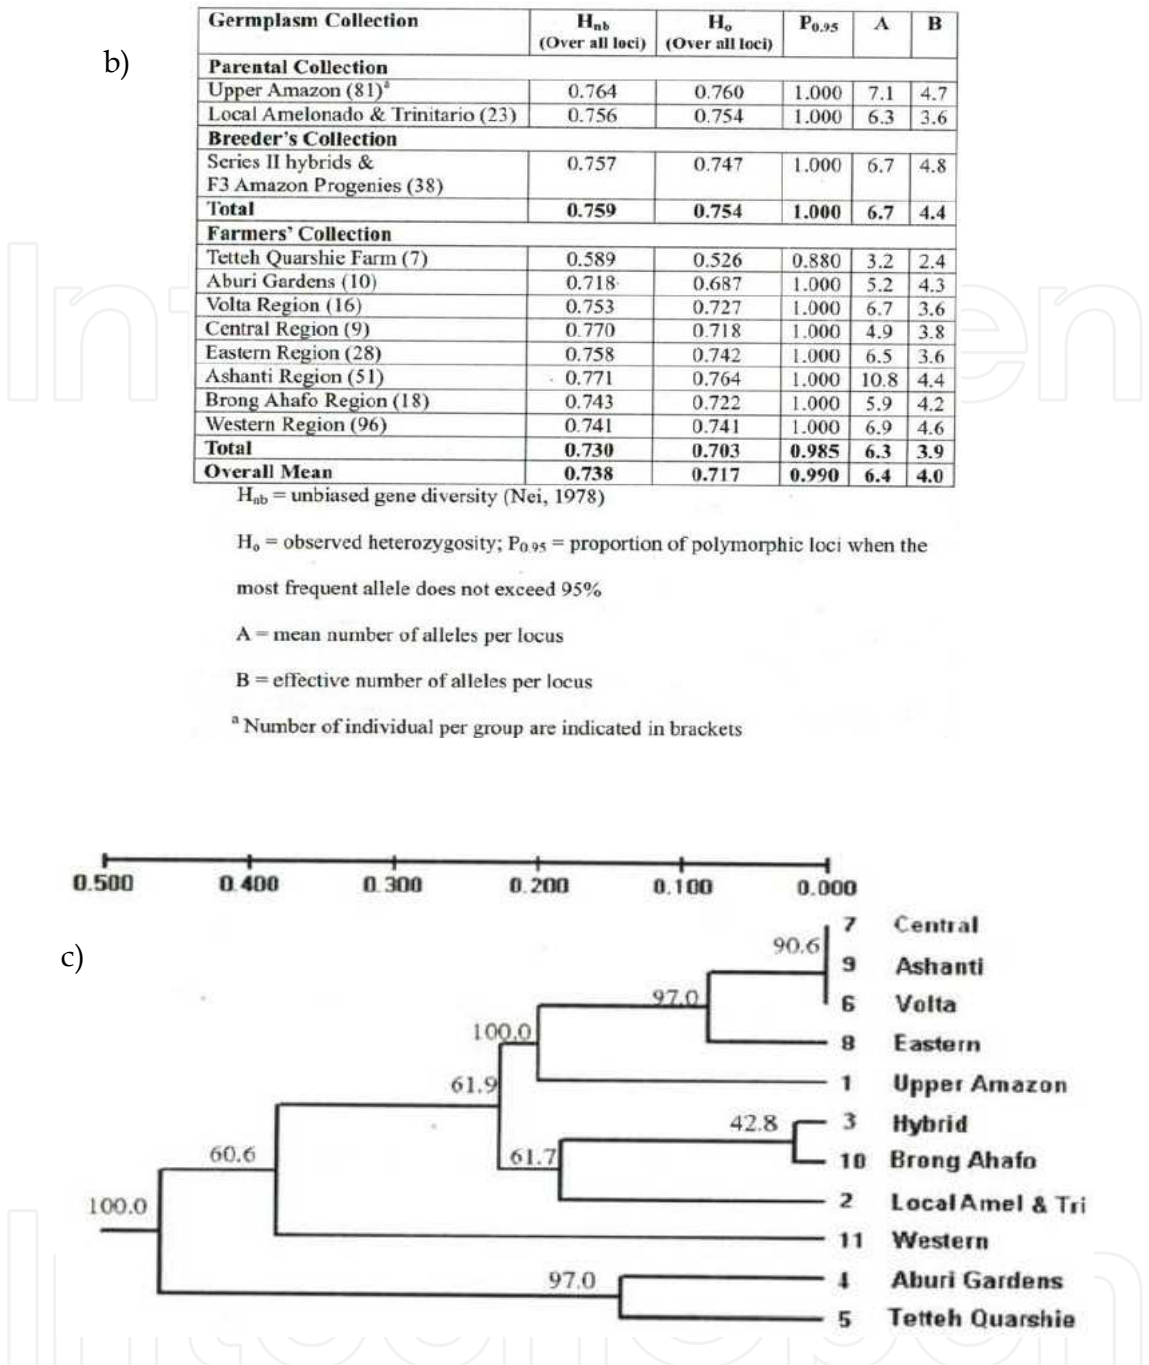 b)
Germplasm Collection Hnb (Over all loci) Ho (Over all loci) P0.95 A B
Parental Collection
Upper Amazon (81)a 0.764 0.760 1.000 7.1 4.7
Local Amelonado & Trinitario (23) 0.756 0.754 1.000 6.3 3.6
Breeder's Collection
Series II hybrids & 0.757 0.747 1.000 6.7 4.8
F3 Amazon Progenies (38)
Total 0.759 0.754 1.000 6.7 4.4
Farmers' Collection
Tetteh Quarshie Farm (7) 0.589 0.526 0.880 3.2 2.4
Aburi Gardens (10) 0.718 0.687 1.000 5.2 4.3
Volta Region (16) 0.753 0.727 1.000 6.7 3.6
Central Region (9) 0.770 0.718 1.000 4.9 3.8
Eastern Region (28) 0.758 0.742 1.000 6.5 3.6
Ashanti Region (51) 0.771 0.764 1.000 10.8 4.4
Brong Ahafo Region (18) 0.743 0.722 1.000 5.9 4.2
Western Region (96) 0.741 0.741 1.000 6.9 4.6
Total 0.730 0.703 0.985 6.3 3.9
Overall Mean 0.738 0.717 0.990 6.4 4.0
Hnb = unbiased gene diversity (Nei, 1978)
Ho = observed heterozygosity; P0.95 = proportion of polymorphic loci when the
most frequent allele does not exceed 95%
A = mean number of alleles per locus
B = effective number of alleles per locus
a Number of individual per group are indicated in brackets
0.500 0.400 0.300 0.200 0.100 0.000
c)
7 Central
90.6
9 Ashanti
97.0
6 Volta
100.0
8 Eastern
61.9
1 Upper Amazon
42.8
3 Hybrid
60.6
61.7
10 Brong Ahafo
100.0
2 Local Amel & Tri
11 Western
97.0
4 Aburi Gardens
5 Tetteh Quarshie